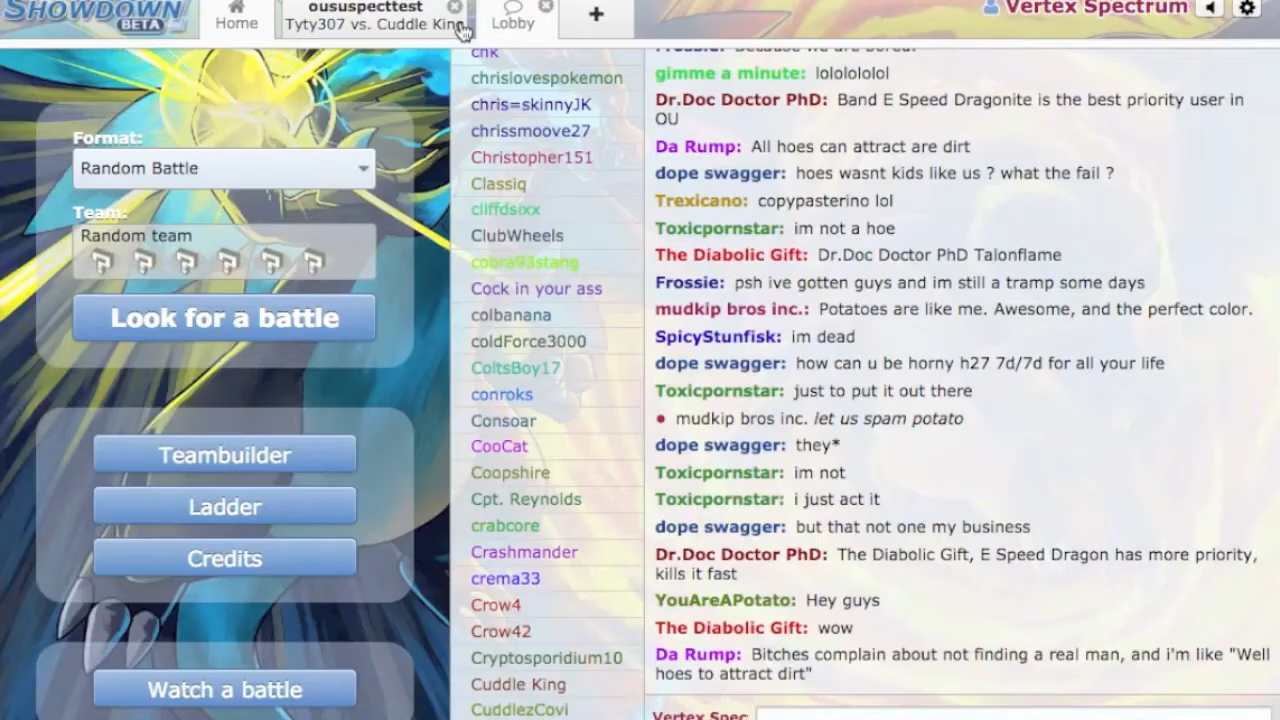 SHOWDOWN
BETA
Home
oususpecttest
Tyty307 vs. Cuddle King
Lobby
+
Vertex Spectrum
Format:
Random Battle
Team:
Random team
? ? ? ? ? ?
Look for a battle
Teambuilder
Ladder
Credits
Watch a battle
chk
chrislovespokemon
chris=skinnyJK
chrissmoove27
Christopher151
Classiq
cliffdsixx
ClubWheels
cobra93stang
Cock in your ass
colbanana
coldForce3000
ColtsBoy17
conroks
Consoar
CooCat
Coopshire
Cpt. Reynolds
crabcore
Crashmander
crema33
Crow4
Crow42
Cryptosporidium10
Cuddle King
CuddlezCovi
Frossie: Because we are bored!
gimme a minute: lolololololol
Dr.Doc Doctor PhD: Band E Speed Dragonite is the best priority user in
OU
Da Rump: All hoes can attract are dirt
dope swagger: hoes wasnt kids like us ? what the fail ?
Trexicano: copypasterino lol
Toxicpornstar: im not a hoe
The Diabolic Gift: Dr.Doc Doctor PhD Talonflame
Frossie: psh ive gotten guys and im still a tramp some days
mudkip bros inc.: Potatoes are like me. Awesome, and the perfect color.
SpicyStunfisk: im dead
dope swagger: how can u be horny h27 7d/7d for all your life
Toxicpornstar: just to put it out there
• mudkip bros inc. let us spam potato
dope swagger: they*
Toxicpornstar: im not
Toxicpornstar: i just act it
dope swagger: but that not one my business
Dr.Doc Doctor PhD: The Diabolic Gift, E Speed Dragon has more priority,
kills it fast
YouAreAPotato: Hey guys
The Diabolic Gift: wow
Da Rump: Bitches complain about not finding a real man, and i'm like "Well
hoes to attract dirt"
Vertex Spec